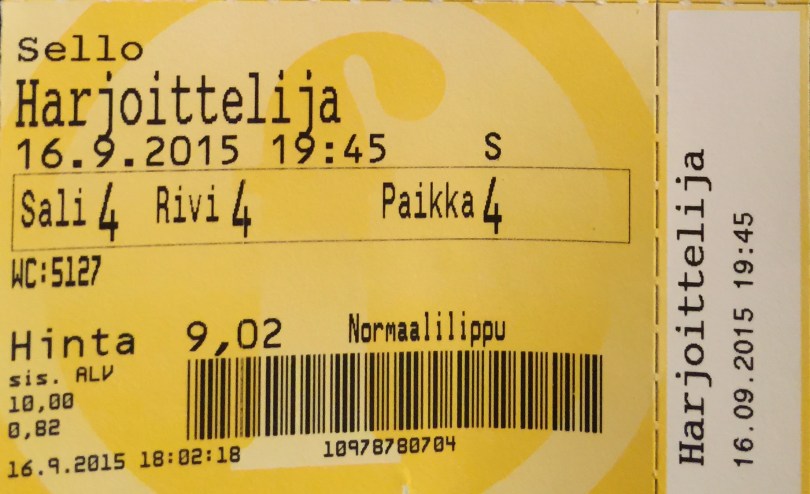 Sello
Harjoittelija
16.9.2015 19:45 S
Sali 4 Rivi 4 Paikka 4
WC:5127
Hinta 9,02 Normaalilippu
sis. ALV
10,00
0,82
16.9.2015 18:02:18 10978780704
Harjoittelija
16.09.2015 19:45